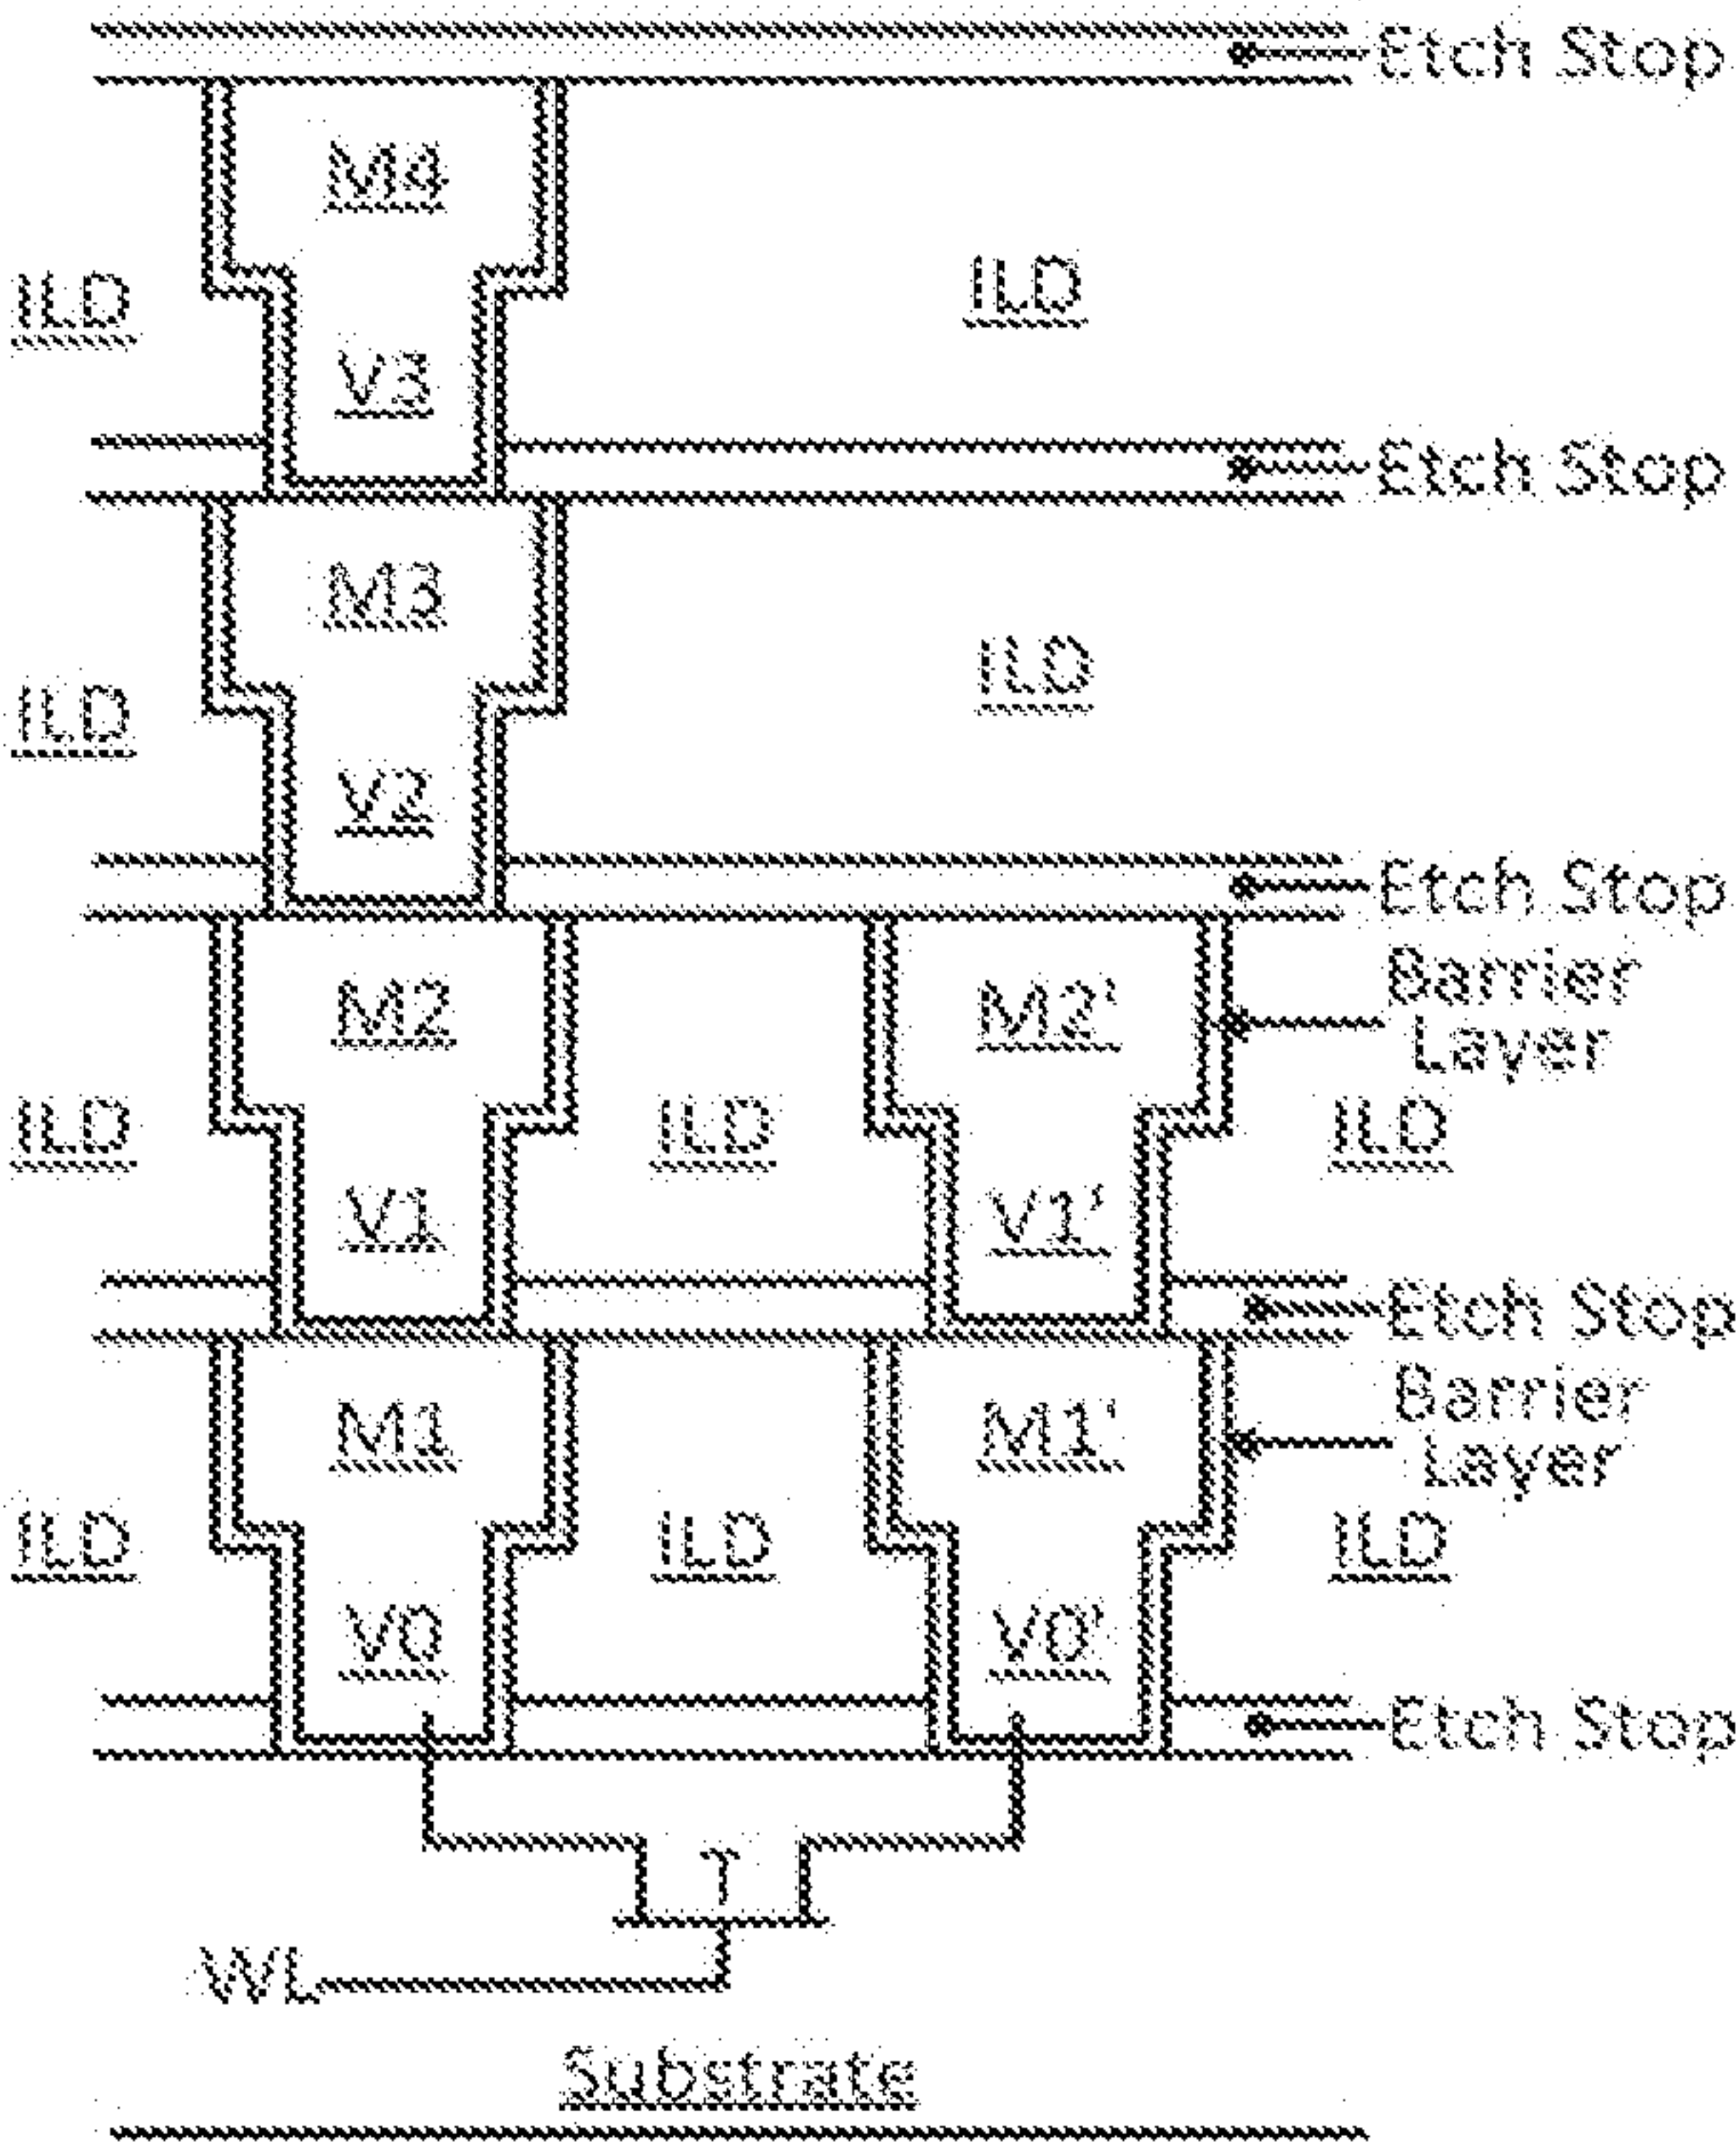 Etch Stop
M4
ILD
ILD
V3
Etch Stop
M3
ILD
ILD
V2
Etch Stop
M2
M2'
Barrier
Layer
ILD
ILD
ILD
V1
V1'
Etch Stop
M1
M1'
Barrier
Layer
ILD
ILD
ILD
V0
V0'
Etch Stop
T
WL
Substrate